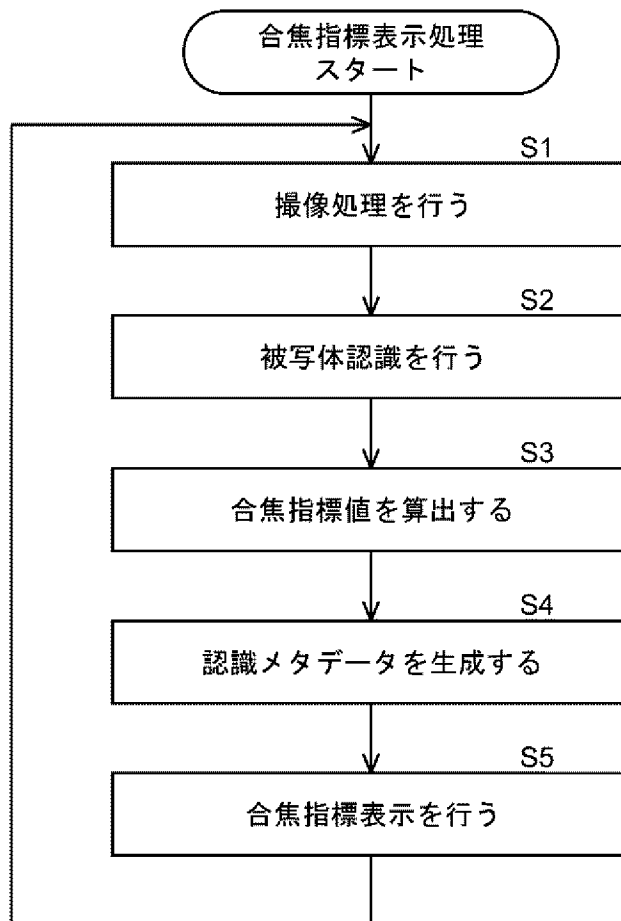 合焦指標表示処理
スタート
S1
撮像処理を行う
S2
被写体認識を行う
S3
合焦指標値を算出する
S4
認識メタデータを生成する
S5
合焦指標表示を行う